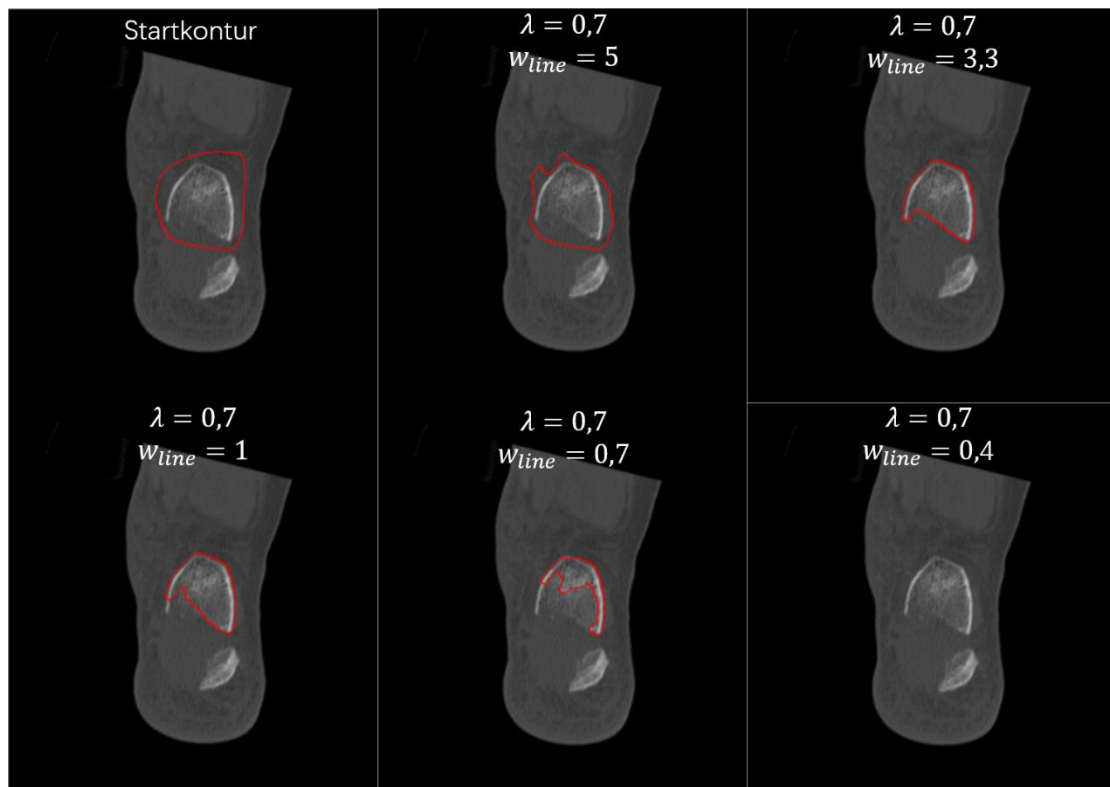 Startkontur
λ = 0,7
w_line = 5
λ = 0,7
w_line = 3,3
λ = 0,7
w_line = 1
λ = 0,7
w_line = 0,7
λ = 0,7
w_line = 0,4